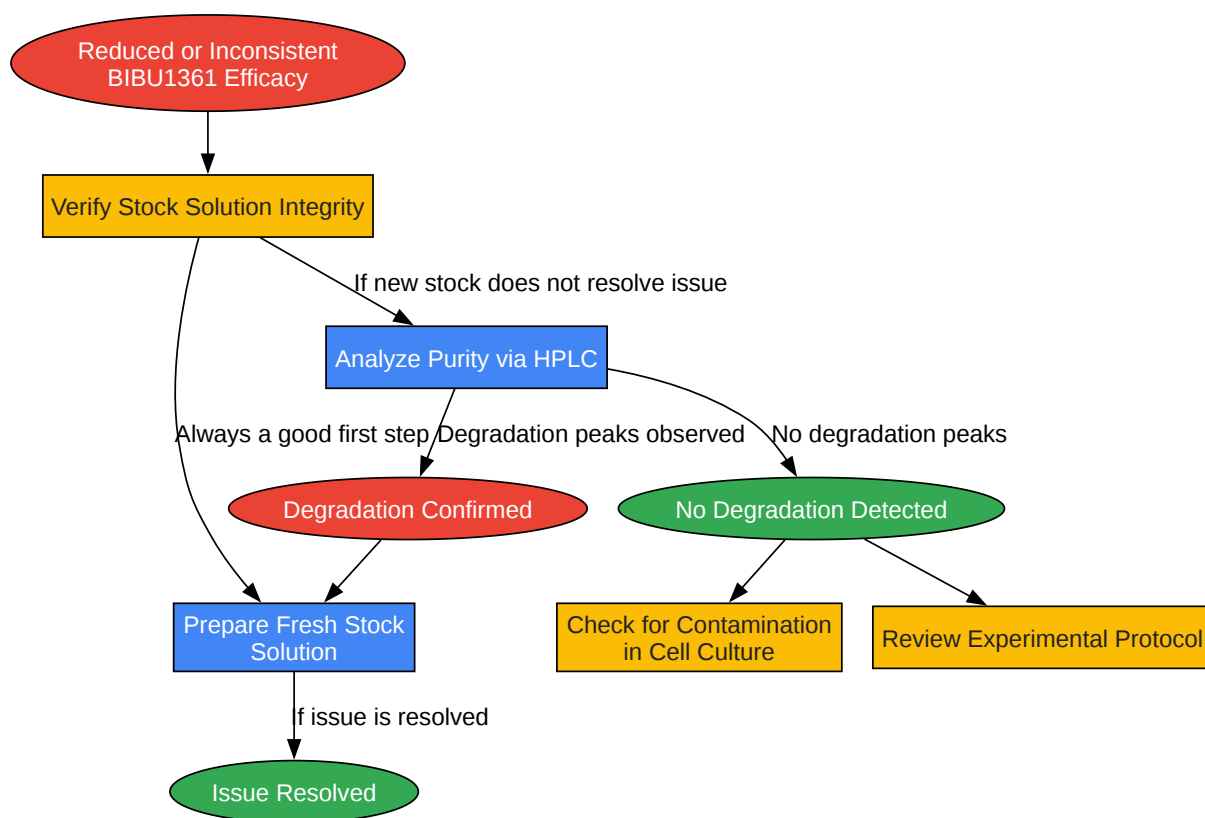 Reduced or Inconsistent
BIBU1361 Efficacy
Verify Stock Solution Integrity
If new stock does not resolve issue
Analyze Purity via HPLC
Always a good first step
Degradation peaks observed
No degradation peaks
Degradation Confirmed
No Degradation Detected
Prepare Fresh Stock
Solution
Check for Contamination
in Cell Culture
Review Experimental Protocol
If issue is resolved
Issue Resolved